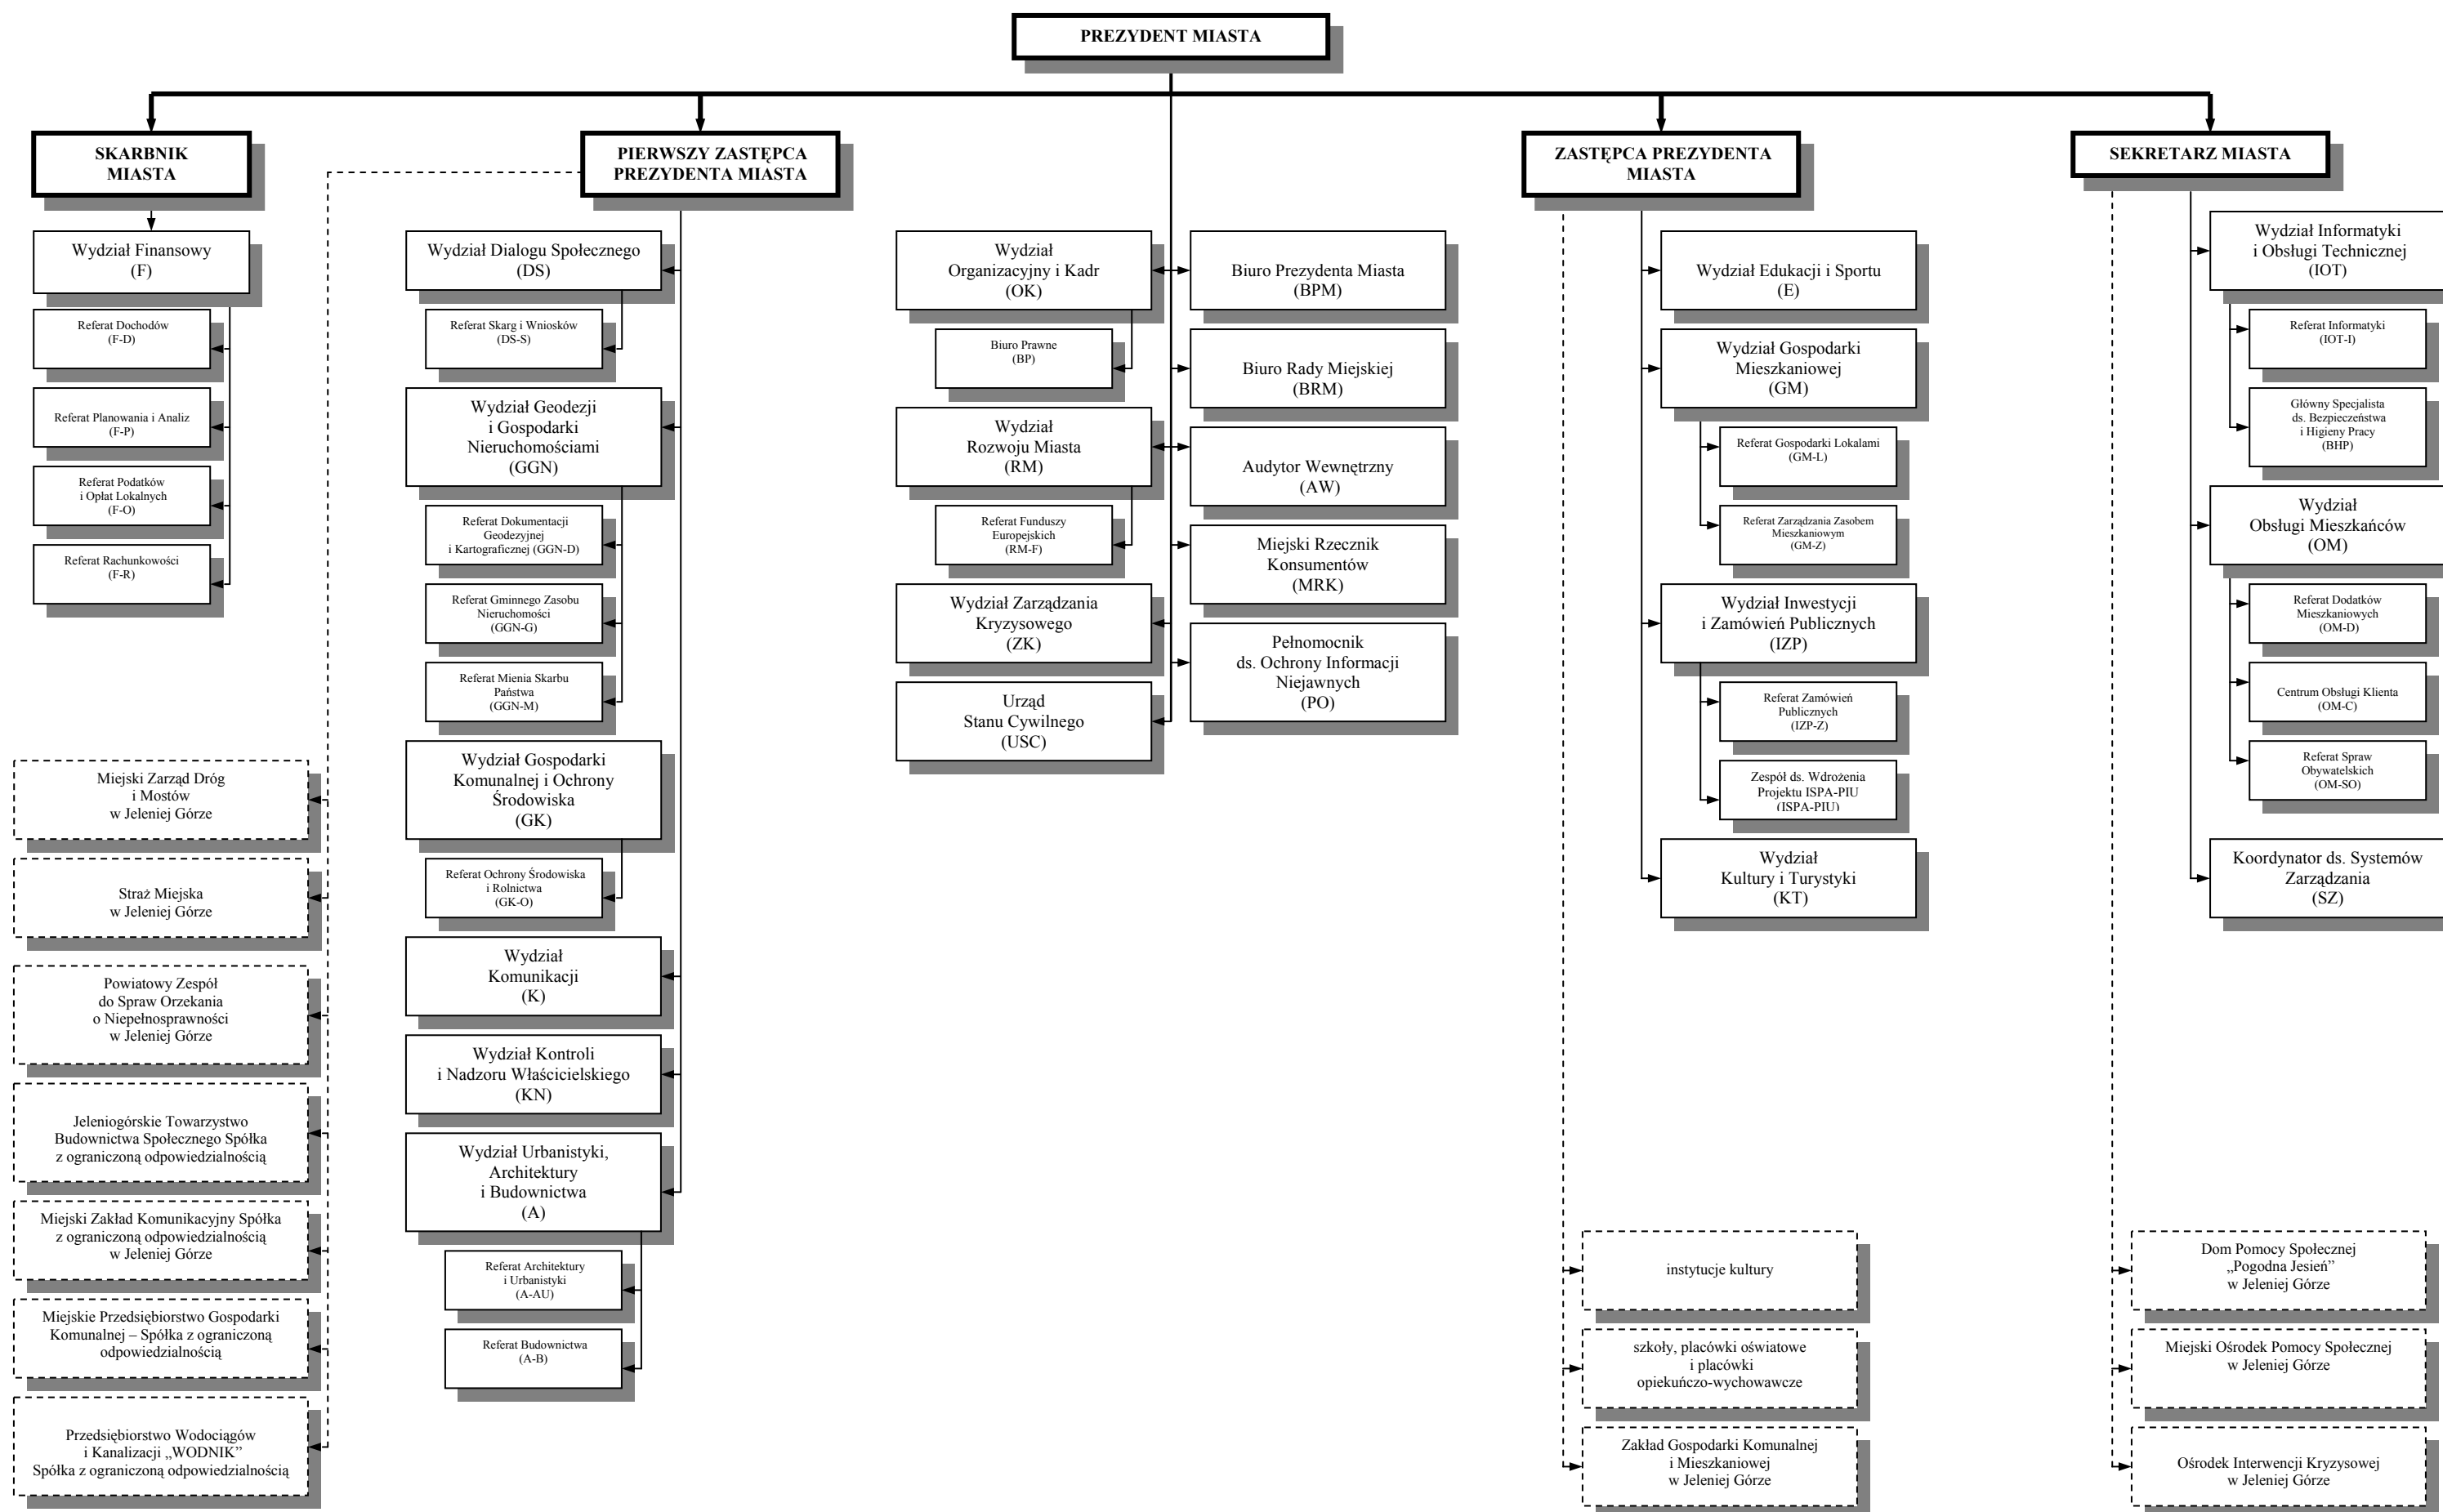 PREZYDENT MIASTA
SKARBNIK
MIASTA
PIERWSZY ZASTĘPCA
PREZYDENTA MIASTA
ZASTĘPCA PREZYDENTA
MIASTA
SEKRETARZ MIASTA
Wydział Finansowy
(F)
Referat Dochodów
(F-D)
Referat Planowania i Analiz
(F-P)
Referat Podatków
i Opłat Lokalnych
(F-O)
Referat Rachunkowości
(F-R)
Miejski Zarząd Dróg
i Mostów
w Jeleniej Górze
Straż Miejska
w Jeleniej Górze
Powiatowy Zespół
do Spraw Orzekania
o Niepełnosprawności
w Jeleniej Górze
Jeleniogórskie Towarzystwo
Budownictwa Społecznego Spółka
z ograniczoną odpowiedzialnością
Miejski Zakład Komunikacyjny Spółka
z ograniczoną odpowiedzialnością
w Jeleniej Górze
Miejskie Przedsiębiorstwo Gospodarki
Komunalnej – Spółka z ograniczoną
odpowiedzialnością
Przedsiębiorstwo Wodociągów
i Kanalizacji „WODNIK”
Spółka z ograniczoną odpowiedzialnością
Wydział Dialogu Społecznego
(DS)
Referat Skarg i Wniosków
(DS-S)
Wydział Geodezji
i Gospodarki
Nieruchomościami
(GGN)
Referat Dokumentacji
Geodezyjnej
i Kartograficznej (GGN-D)
Referat Gminnego Zasobu
Nieruchomości
(GGN-G)
Referat Mienia Skarbu
Państwa
(GGN-M)
Wydział Gospodarki
Komunalnej i Ochrony
Środowiska
(GK)
Referat Ochrony Środowiska
i Rolnictwa
(GK-O)
Wydział
Komunikacji
(K)
Wydział Kontroli
i Nadzoru Właścicielskiego
(KN)
Wydział Urbanistyki,
Architektury
i Budownictwa
(A)
Referat Architektury
i Urbanistyki
(A-AU)
Referat Budownictwa
(A-B)
Wydział
Organizacyjny i Kadr
(OK)
Biuro Prawne
(BP)
Wydział
Rozwoju Miasta
(RM)
Referat Funduszy
Europejskich
(RM-F)
Wydział Zarządzania
Kryzysowego
(ZK)
Urząd
Stanu Cywilnego
(USC)
Biuro Prezydenta Miasta
(BPM)
Biuro Rady Miejskiej
(BRM)
Audytor Wewnętrzny
(AW)
Miejski Rzecznik
Konsumentów
(MRK)
Pełnomocnik
ds. Ochrony Informacji
Niejawnych
(PO)
Wydział Edukacji i Sportu
(E)
Wydział Gospodarki
Mieszkaniowej
(GM)
Referat Gospodarki Lokalami
(GM-L)
Referat Zarządzania Zasobem
Mieszkaniowym
(GM-Z)
Wydział Inwestycji
i Zamówień Publicznych
(IZP)
Referat Zamówień
Publicznych
(IZP-Z)
Zespół ds. Wdrożenia
Projektu ISPA-PIU
(ISPA-PIU)
Wydział
Kultury i Turystyki
(KT)
instytucje kultury
szkoły, placówki oświatowe
i placówki
opiekuńczo-wychowawcze
Zakład Gospodarki Komunalnej
i Mieszkaniowej
w Jeleniej Górze
Wydział Informatyki
i Obsługi Technicznej
(IOT)
Referat Informatyki
(IOT-I)
Główny Specjalista
ds. Bezpieczeństwa
i Higieny Pracy
(BHP)
Wydział
Obsługi Mieszkańców
(OM)
Referat Dodatków
Mieszkaniowych
(OM-D)
Centrum Obsługi Klienta
(OM-C)
Referat Spraw
Obywatelskich
(OM-SO)
Koordynator ds. Systemów
Zarządzania
(SZ)
Dom Pomocy Społecznej
„Pogodna Jesień”
w Jeleniej Górze
Miejski Ośrodek Pomocy Społecznej
w Jeleniej Górze
Ośrodek Interwencji Kryzysowej
w Jeleniej Górze